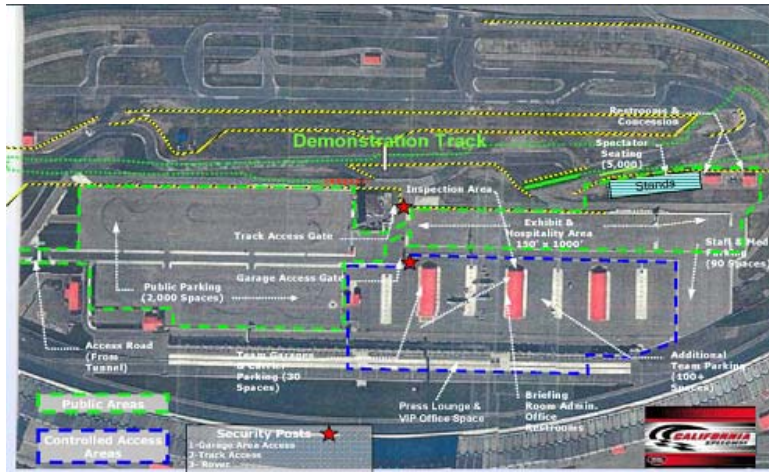 Restrooms &
Concession
Demonstration Track
Spectator
Seating
(5,000)
Stands
Inspection Area
Exhibit &
Hospitality Area
150' x 1000'
Track Access Gate
Staff & Med
Parking
(90 Spaces)
Garage Access Gate
Public Parking
(2,000 Spaces)
Access Road
(From
Tunnel)
Team Garages
& Carrier
Parking (30
Spaces)
Additional
Team Parking
(100+
Spaces)
Press Lounge &
VIP Office Space
Briefing
Room Admin.
Office
Restrooms
Public Areas
Controlled Access
Areas
Security Posts
1-Garage Area Access
2-Track Access
3- Rover
CALIFORNIA
SPEEDWAY